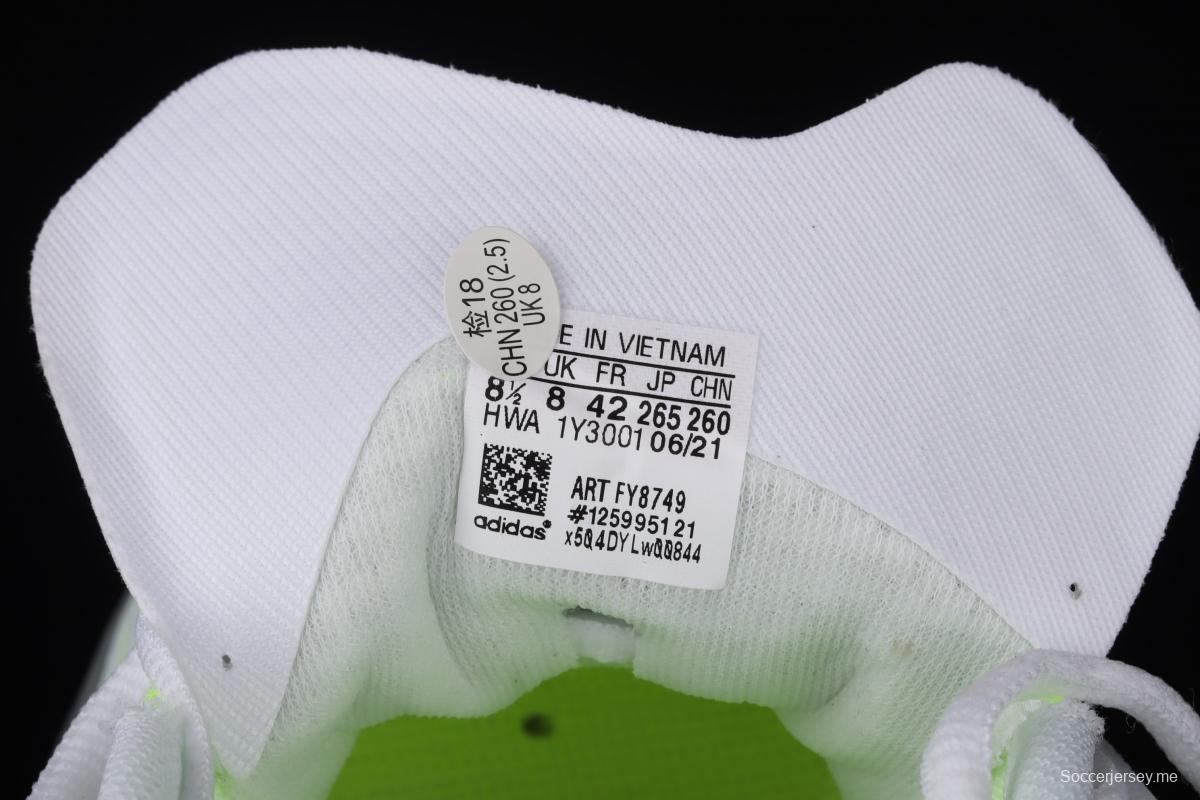 检18
CHN 260 (2.5)
UK 8
E IN VIETNAM
UK FR JP CHN
8½ 8 42 265 260
HWA 1Y3001 06/21
ART FY8749
#125995121
adidas®
Soccerjersey.me